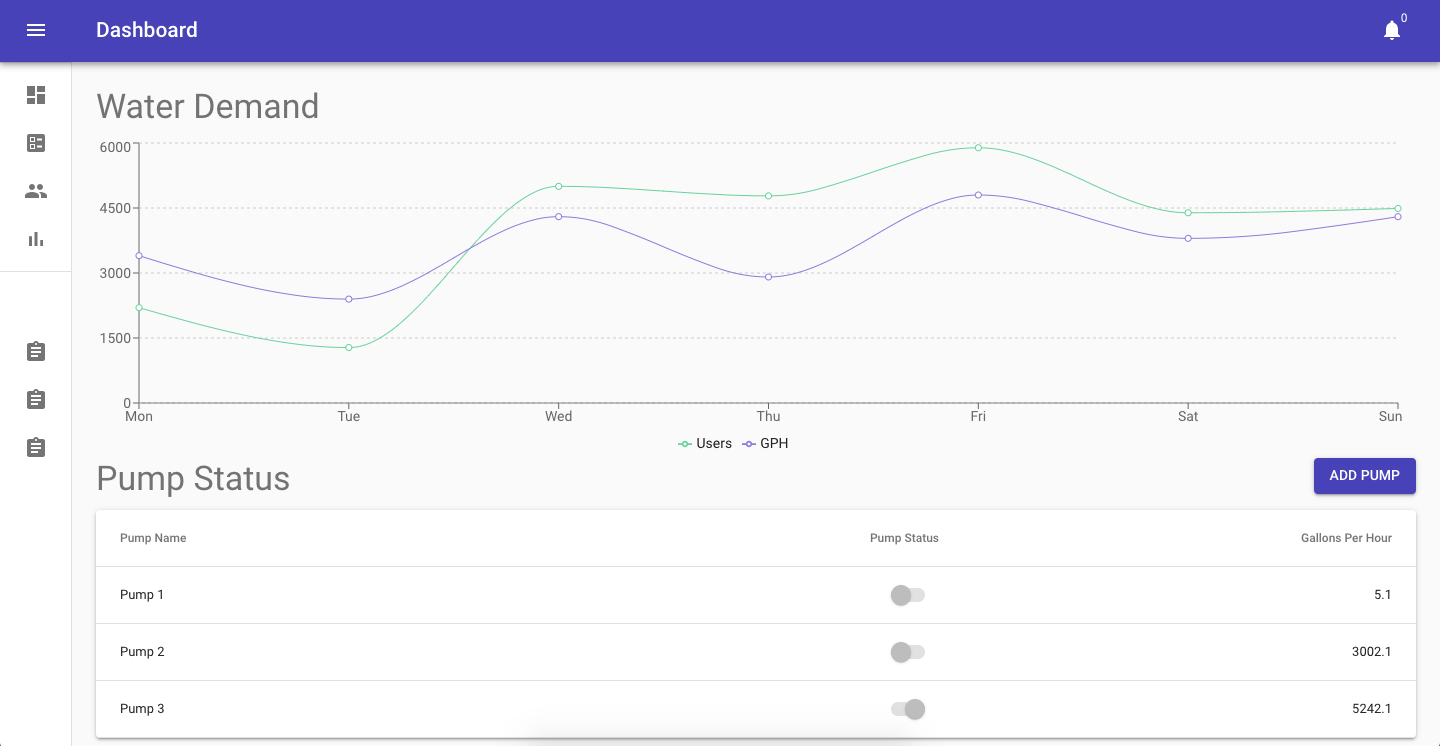 Dashboard
0
Water Demand
6000
4500
3000
1500
0
Mon Tue Wed Thu Fri Sat Sun
Users GPH
Pump Status
ADD PUMP
Pump Name Pump Status Gallons Per Hour
Pump 1 5.1
Pump 2 3002.1
Pump 3 5242.1